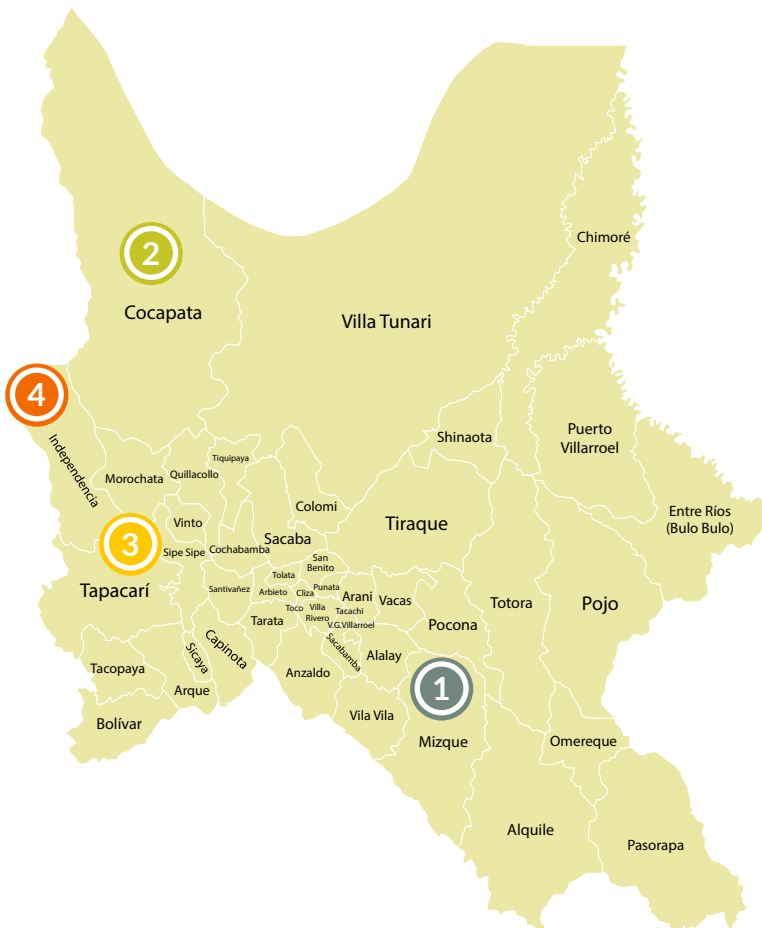 Chimoré
2
Cocapata
Villa Tunari
4
Independencia
Shinaota
Puerto
Villarroel
Tiquipaya
Morochata
Quillacollo
Colomi
Entre Ríos
(Bulo Bulo)
Vinto
Tiraque
3
Sipe Sipe
Cochabamba
Sacaba
San
Benito
Tolata
Tapacarí
Santivañez
Arbieto
Cliza
Punata
Arani
Vacas
Totora
Pojo
Toco
Villa
Rivero
Tacachi
V.G.Villarroel
Tarata
Pocona
Capinota
Sicaya
Sacabamba
Alalay
Tacopaya
Anzaldo
Arque
1
Bolívar
Vila Vila
Mizque
Omereque
Alquile
Pasorapa